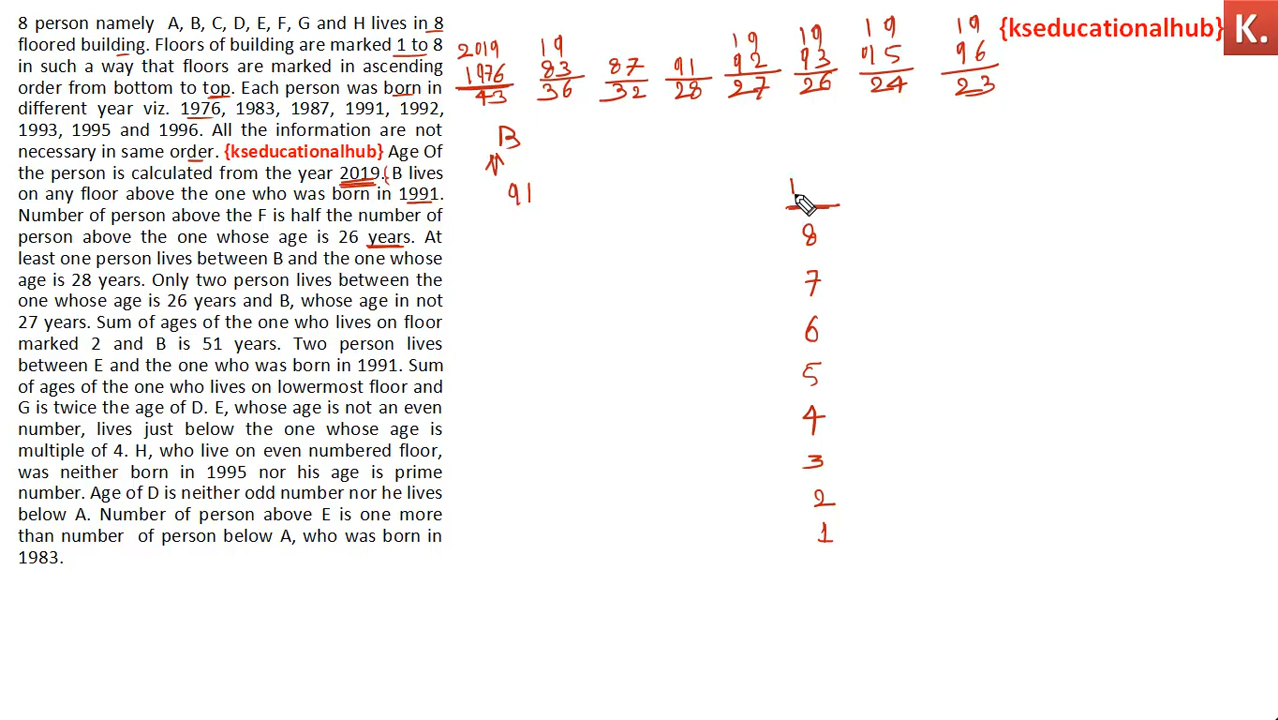 8 person namely A, B, C, D, E, F, G and H lives in 8
floored building. Floors of building are marked 1 to 8
in such a way that floors are marked in ascending
order from bottom to top. Each person was born in
different year viz. 1976, 1983, 1987, 1991, 1992,
1993, 1995 and 1996. All the information are not
necessary in same order. {kseducationalhub} Age Of
the person is calculated from the year 2019. B lives
on any floor above the one who was born in 1991.
Number of person above the F is half the number of
person above the one whose age is 26 years. At
least one person lives between B and the one whose
age is 28 years. Only two person lives between the
one whose age is 26 years and B, whose age in not
27 years. Sum of ages of the one who lives on floor
marked 2 and B is 51 years. Two person lives
between E and the one who was born in 1991. Sum
of ages of the one who lives on lowermost floor and
G is twice the age of D. E, whose age is not an even
number, lives just below the one whose age is
multiple of 4. H, who live on even numbered floor,
was neither born in 1995 nor his age is prime
number. Age of D is neither odd number nor he lives
below A. Number of person above E is one more
than number of person below A, who was born in
1983.
{kseducationalhub} K.
2019 19 19 19 19 19
1976 83 87 91 92 93 95 96
43 36 32 28 27 26 24 23
B
91
8
7
6
5
4
3
2
1